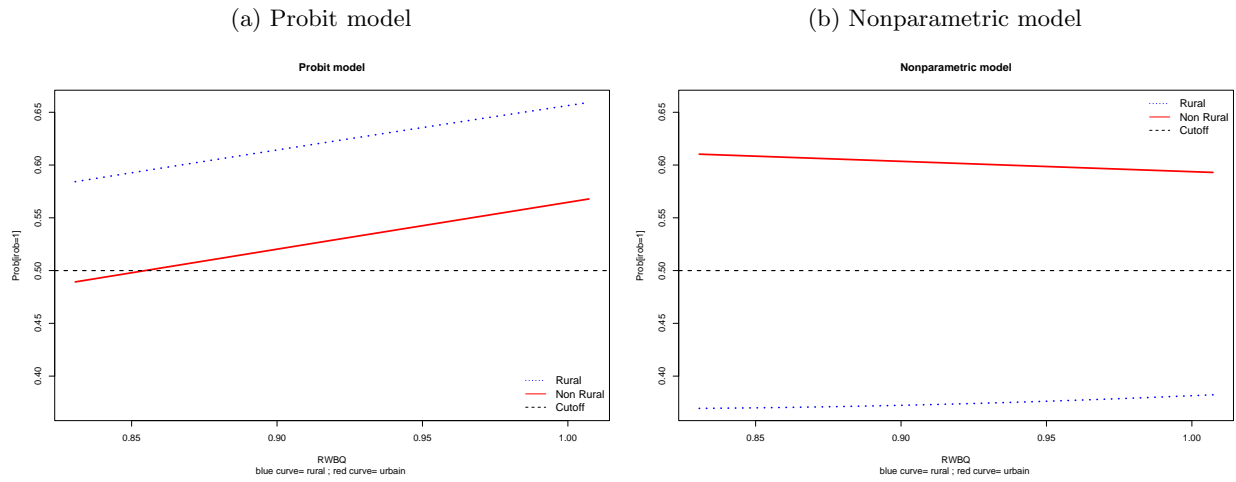 (a) Probit model
Probit model
Prob[irob=1]
0.65
0.60
0.55
0.50
0.45
0.40
Rural
Non Rural
Cutoff
0.85 0.90 0.95 1.00
RWBQ
blue curve= rural ; red curve= urbain
(b) Nonparametric model
Nonparametric model
Prob[irob=1]
0.65
0.60
0.55
0.50
0.45
0.40
Rural
Non Rural
Cutoff
0.85 0.90 0.95 1.00
RWBQ
blue curve= rural ; red curve= urbain